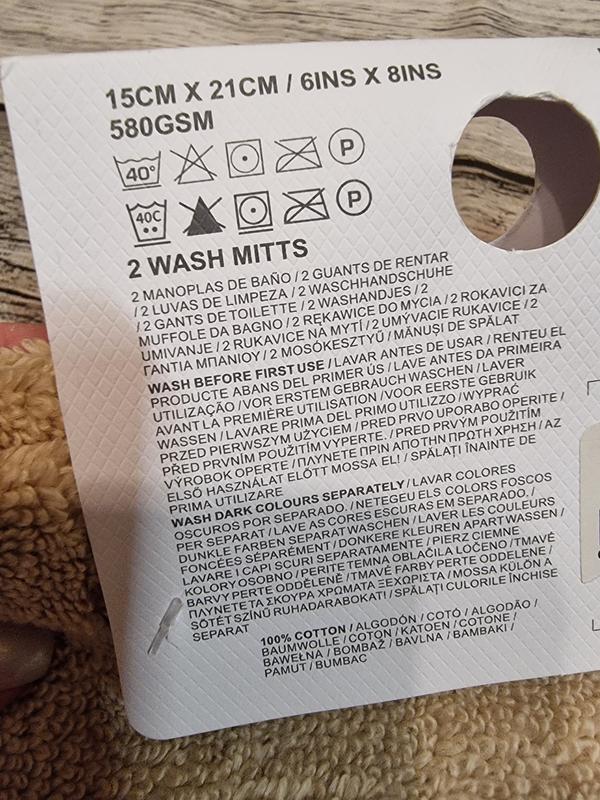 15CM X 21CM / 6INS X 8INS
580GSM
40° P
40C P
2 WASH MITTS
2 MANOPLAS DE BAÑO / 2 GUANTS DE RENTAR
/ 2 LUVAS DE LIMPEZA / 2 WASCHHANDSCHUHE
/ 2 GANTS DE TOILETTE / 2 WASHANDJES / 2
MUFFOLE DA BAGNO / 2 RĘKAWICE DO MYCIA / 2 ROKAVICI ZA
UMIVANJE / 2 RUKAVICE NA MYTÍ / 2 UMÝVACIE RUKAVICE / 2
ΓΑΝΤΙΑ ΜΠΑΝΙΟΥ / 2 MOSÓKESZTYŰ / MĂNUȘI DE SPĂLAT
WASH BEFORE FIRST USE / LAVAR ANTES DE USAR / RENTEU EL
PRODUCTE ABANS DEL PRIMER ÚS / LAVE ANTES DA PRIMEIRA
UTILIZAÇÃO / VOR ERSTEM GEBRAUCH WASCHEN / LAVER
AVANT LA PREMIÈRE UTILISATION / VOOR EERSTE GEBRUIK
WASSEN / LAVARE PRIMA DEL PRIMO UTILIZZO / WYPRAĆ
PRZED PIERWSZYM UŻYCIEM / PRED PRVO UPORABO OPERITE /
PŘED PRVNÍM POUŽITÍM VYPERTE. / PRED PRVÝM POUŽITÍM
VÝROBOK OPERTE / ΠΛΥΝΕΤΕ ΠΡΙΝ ΑΠΟΤΗΝ ΠΡΩΤΗ ΧΡΗΣΗ / AZ
ELSŐ HASZNÁLAT ELŐTT MOSSA EL! / SPĂLAȚI ÎNAINTE DE
PRIMA UTILIZARE
WASH DARK COLOURS SEPARATELY / LAVAR COLORES
OSCUROS POR SEPARADO. / NETEGEU ELS COLORS FOSCOS
PER SEPARAT / LAVE AS CORES ESCURAS EM SEPARADO. /
DUNKLE FARBEN SEPARAT WASCHEN / LAVER LES COULEURS
FONCÉES SÉPARÉMENT / DONKERE KLEUREN APART WASSEN /
LAVARE I CAPI SCURI SEPARATAMENTE / PIERZ CIEMNE
KOLORY OSOBNO / PERITE TEMNA OBLAČILA LOČENO / TMAVÉ
BARVY PERTE ODDĚLENĚ / TMAVÉ FARBY PERTE ODDELENE /
ΠΛΥΝΕΤΕ ΤΑ ΣΚΟΥΡΑ ΧΡΩΜΑΤΑ ΞΕΧΩΡΙΣΤΑ / MOSSA KÜLÖN A
SÖTÉT SZÍNŰ RUHADARABOKAT! / SPĂLAȚI CULORILE ÎNCHISE
SEPARAT
100% COTTON / ALGODÓN / COTÓ / ALGODÃO /
BAUMWOLLE / COTON / KATOEN / COTONE /
BAWEŁNA / BOMBAŽ / BAVLNA / ΒΑΜΒΑΚΙ /
PAMUT / BUMBAC